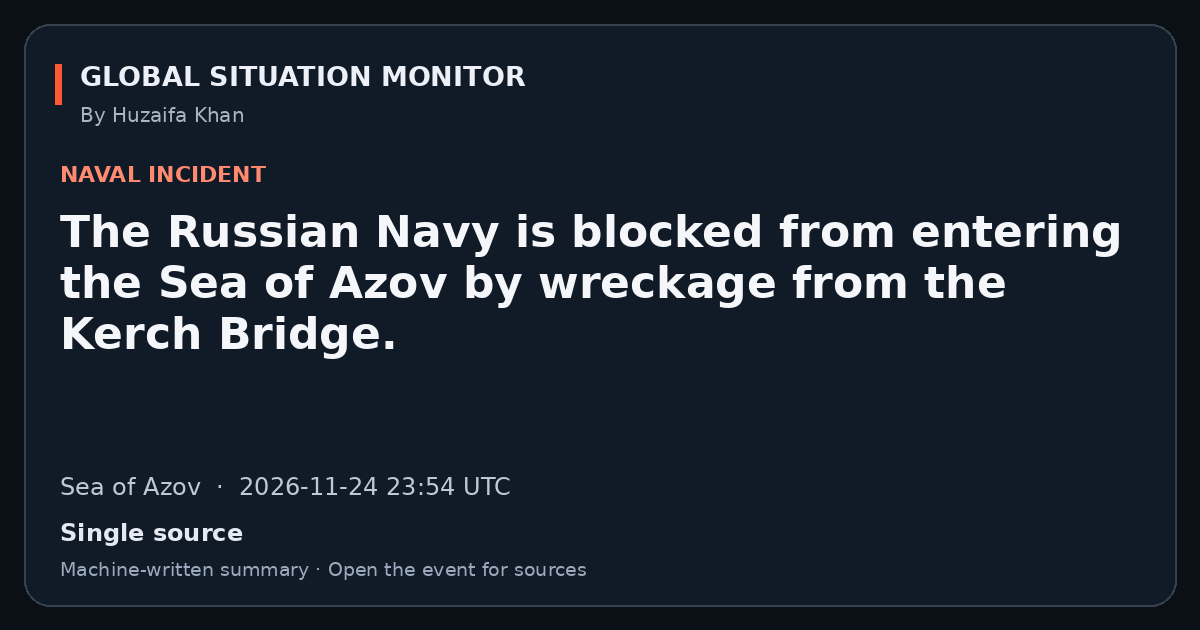 GLOBAL SITUATION MONITOR
By Huzaifa Khan
NAVAL INCIDENT
The Russian Navy is blocked from entering
the Sea of Azov by wreckage from the
Kerch Bridge.
Sea of Azov · 2026-11-24 23:54 UTC
Single source
Machine-written summary · Open the event for sources